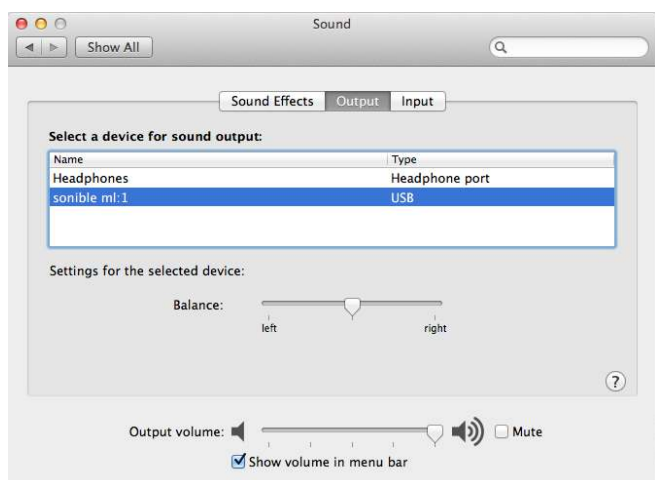 Sound
Show All
Sound Effects Output Input
Select a device for sound output:
Name Type
Headphones Headphone port
sonible ml:1 USB
Settings for the selected device:
Balance:
left right
?
Output volume: Mute
Show volume in menu bar